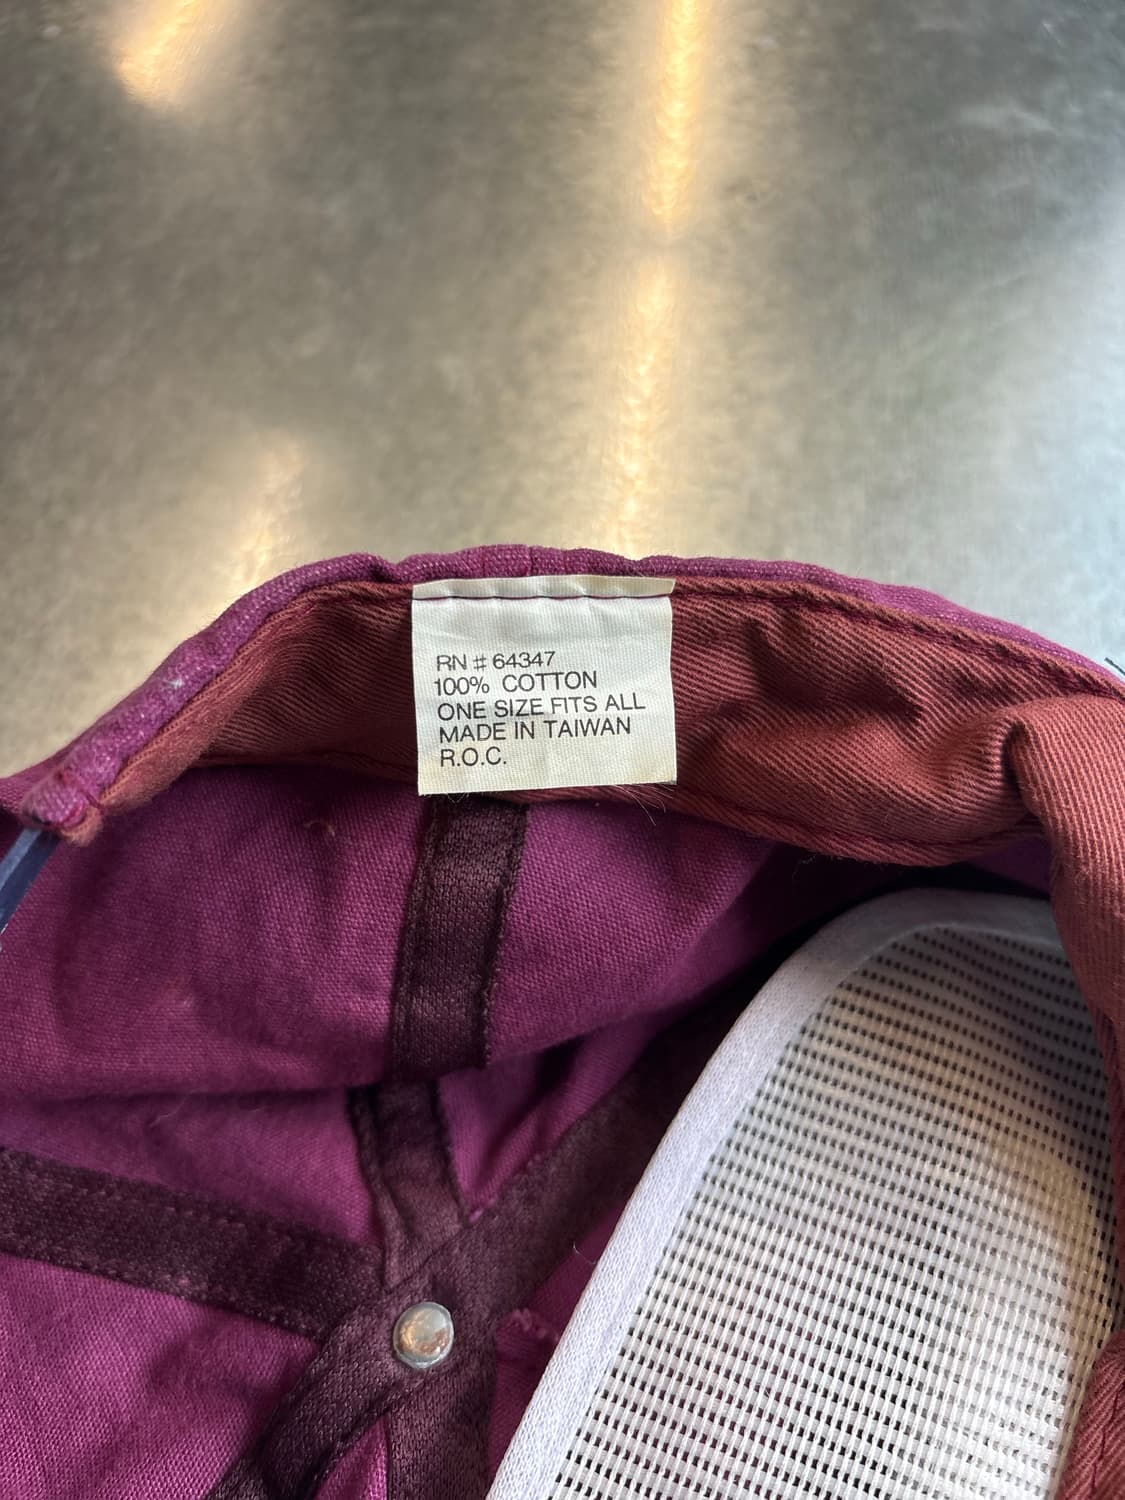 RN # 64347
100% COTTON
ONE SIZE FITS ALL
MADE IN TAIWAN
R.O.C.